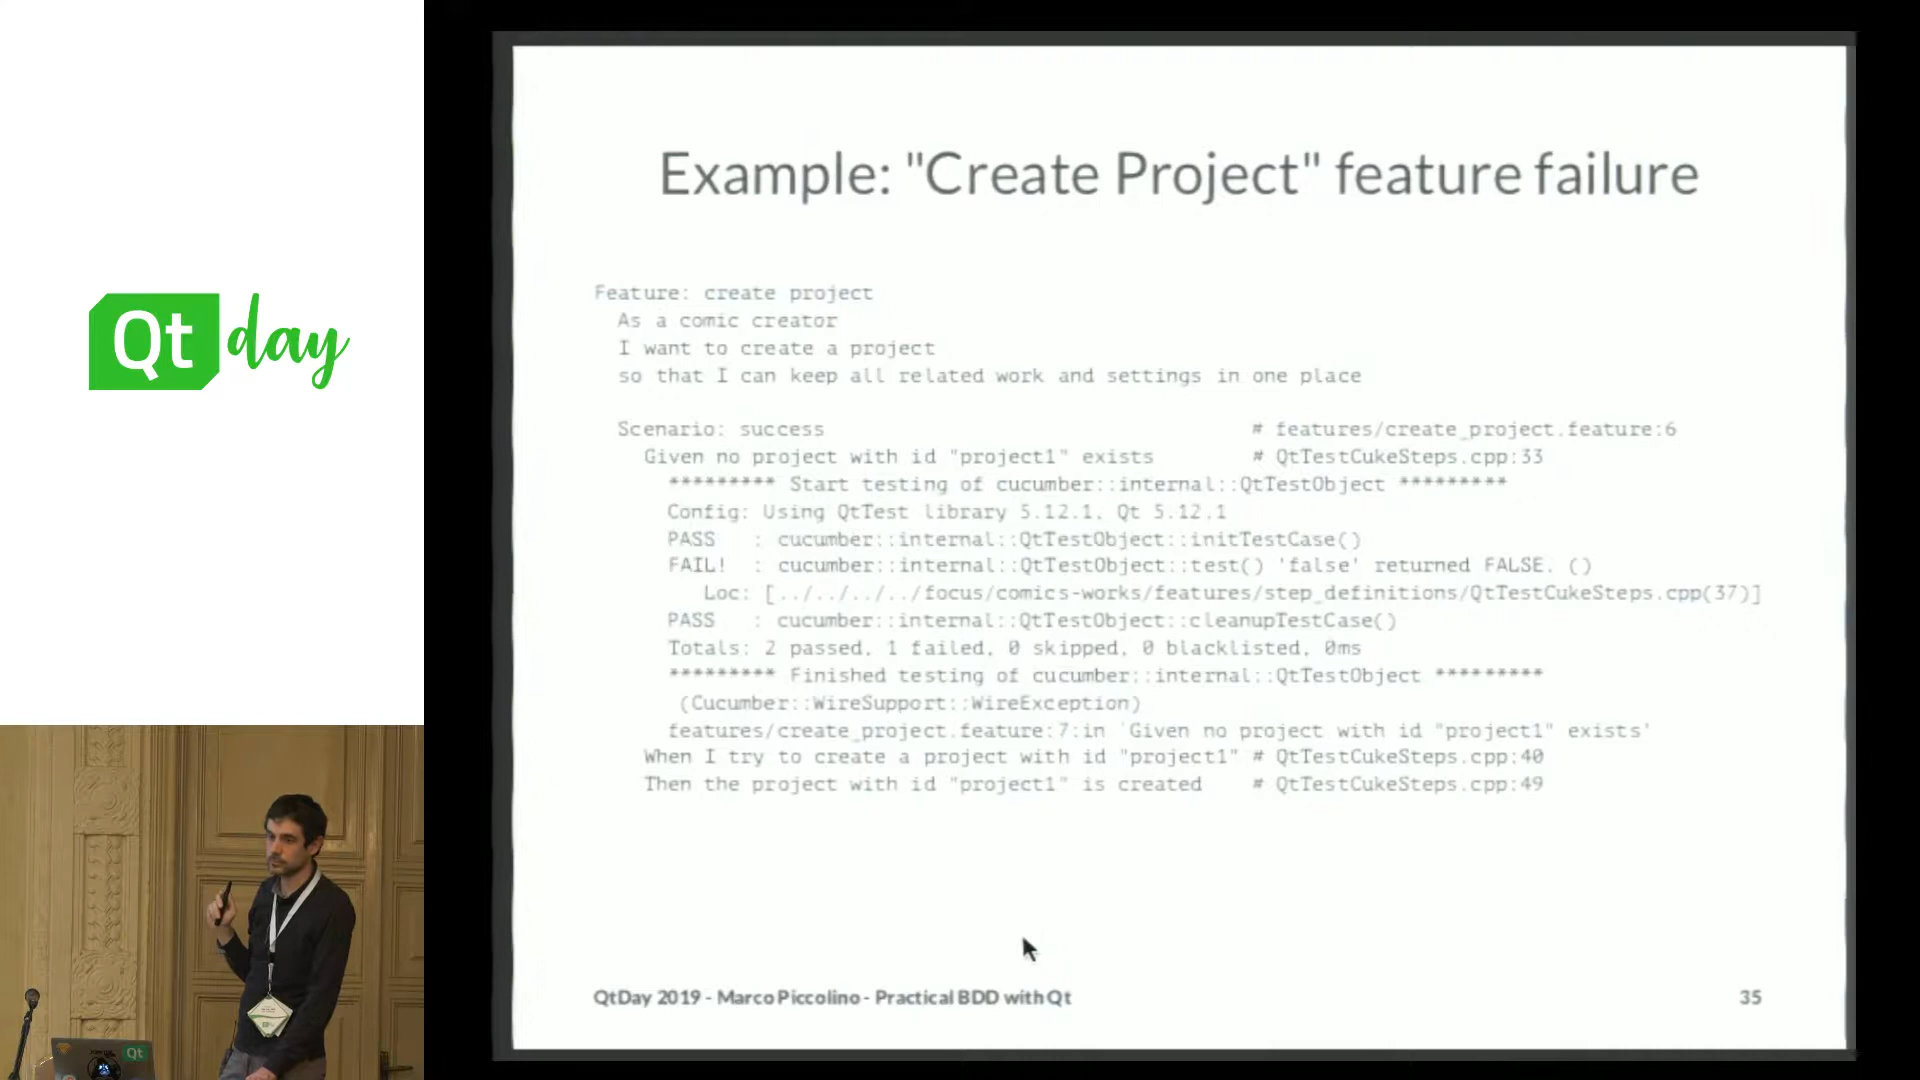 Qt day
Example: "Create Project" feature failure
Feature: create project
As a comic creator
I want to create a project
so that I can keep all related work and settings in one place
Scenario: success # features/create_project.feature:6
Given no project with id "project1" exists # QtTestCukeSteps.cpp:33
********* Start testing of cucumber::internal::QtTestObject *********
Config: Using QtTest library 5.12.1, Qt 5.12.1
PASS : cucumber::internal::QtTestObject::initTestCase()
FAIL! : cucumber::internal::QtTestObject::test() 'false' returned FALSE. ()
Loc: [../../../../focus/comics-works/features/step_definitions/QtTestCukeSteps.cpp(37)]
PASS : cucumber::internal::QtTestObject::cleanupTestCase()
Totals: 2 passed, 1 failed, 0 skipped, 0 blacklisted, 0ms
********* Finished testing of cucumber::internal::QtTestObject *********
(Cucumber::WireSupport::WireException)
features/create_project.feature:7:in `Given no project with id "project1" exists'
When I try to create a project with id "project1" # QtTestCukeSteps.cpp:40
Then the project with id "project1" is created # QtTestCukeSteps.cpp:49
QtDay 2019 - Marco Piccolino - Practical BDD with Qt
35
Qt